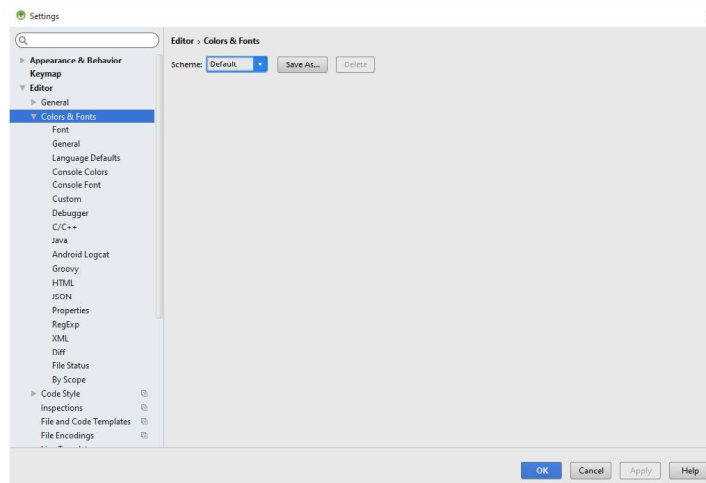 Settings
Appearance & Behavior
Keymap
Editor
General
Colors & Fonts
Font
General
Language Defaults
Console Colors
Console Font
Custom
Debugger
C/C++
Java
Android Logcat
Groovy
HTML
JSON
Properties
RegExp
XML
Diff
File Status
By Scope
Code Style
Inspections
File and Code Templates
File Encodings
Editor › Colors & Fonts
Scheme: Default Save As... Delete
OK Cancel Apply Help